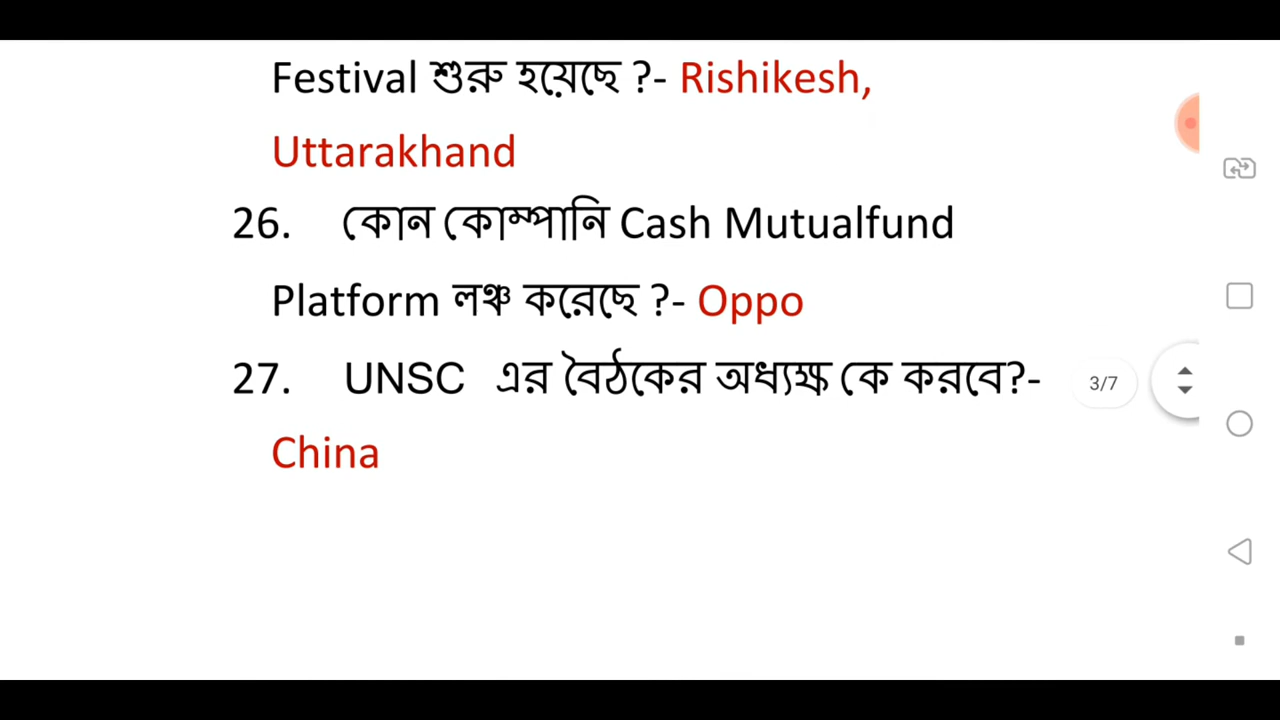 Festival শুরু হয়েছে ?- Rishikesh,
Uttarakhand
26. কোন কোম্পানি Cash Mutualfund
Platform লঞ্চ করেছে ?- Oppo
27. UNSC এর বৈঠকের অধ্যক্ষ কে করবে?-
China
3/7